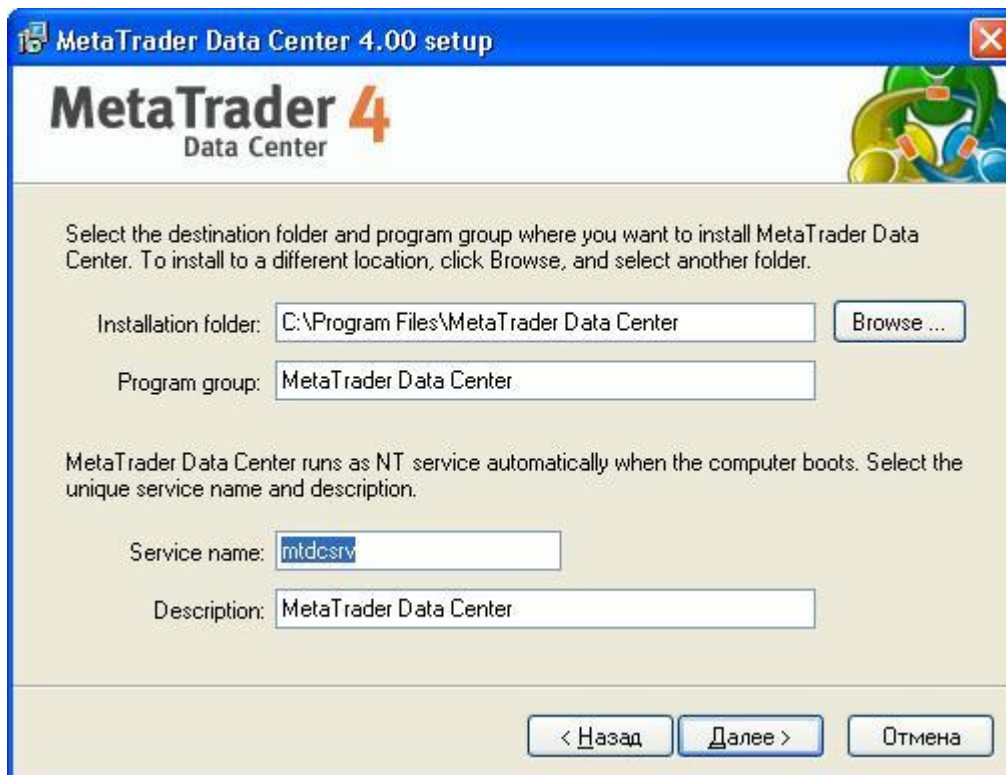 MetaTrader Data Center 4.00 setup
MetaTrader 4
Data Center
Select the destination folder and program group where you want to install MetaTrader Data
Center. To install to a different location, click Browse, and select another folder.
Installation folder: C:\Program Files\MetaTrader Data Center Browse ...
Program group: MetaTrader Data Center
MetaTrader Data Center runs as NT service automatically when the computer boots. Select the
unique service name and description.
Service name: mtdcsrv
Description: MetaTrader Data Center
< Назад Далее > Отмена